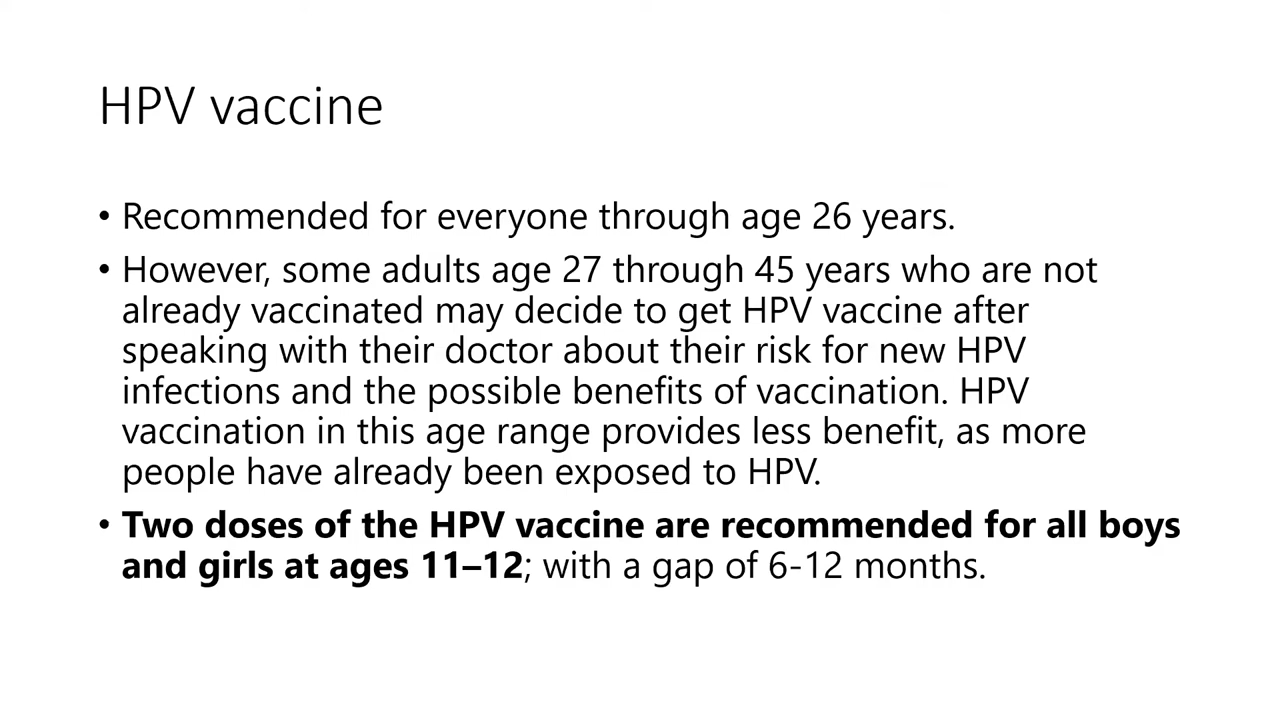 HPV vaccine
• Recommended for everyone through age 26 years.
• However, some adults age 27 through 45 years who are not
already vaccinated may decide to get HPV vaccine after
speaking with their doctor about their risk for new HPV
infections and the possible benefits of vaccination. HPV
vaccination in this age range provides less benefit, as more
people have already been exposed to HPV.
• Two doses of the HPV vaccine are recommended for all boys
and girls at ages 11–12; with a gap of 6-12 months.